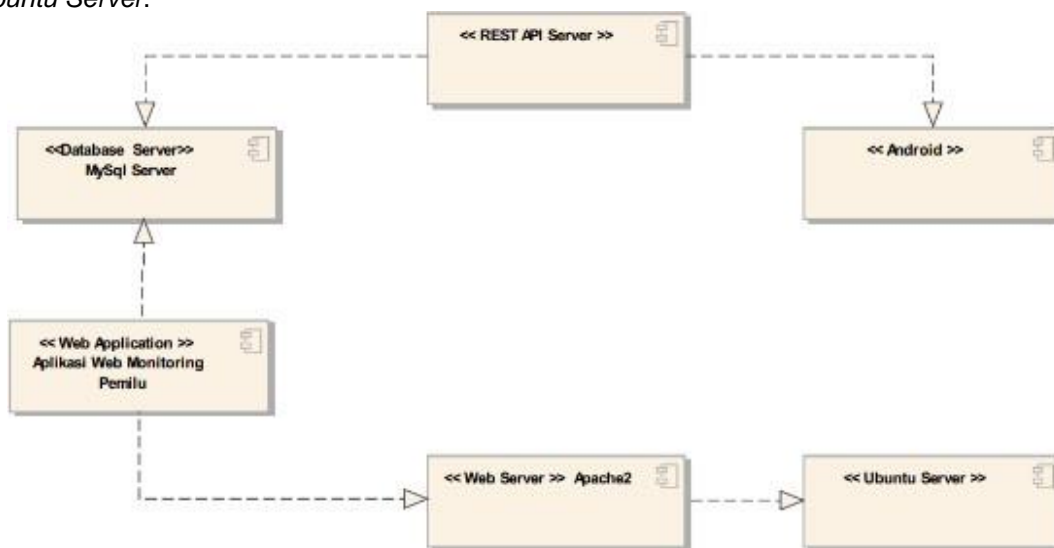 untu Server.
<< REST API Server >>
<<Database Server>>
MySql Server
<< Android >>
<< Web Application >>
Aplikasi Web Monitoring
Pemilu
<< Web Server >> Apache2
<< Ubuntu Server >>